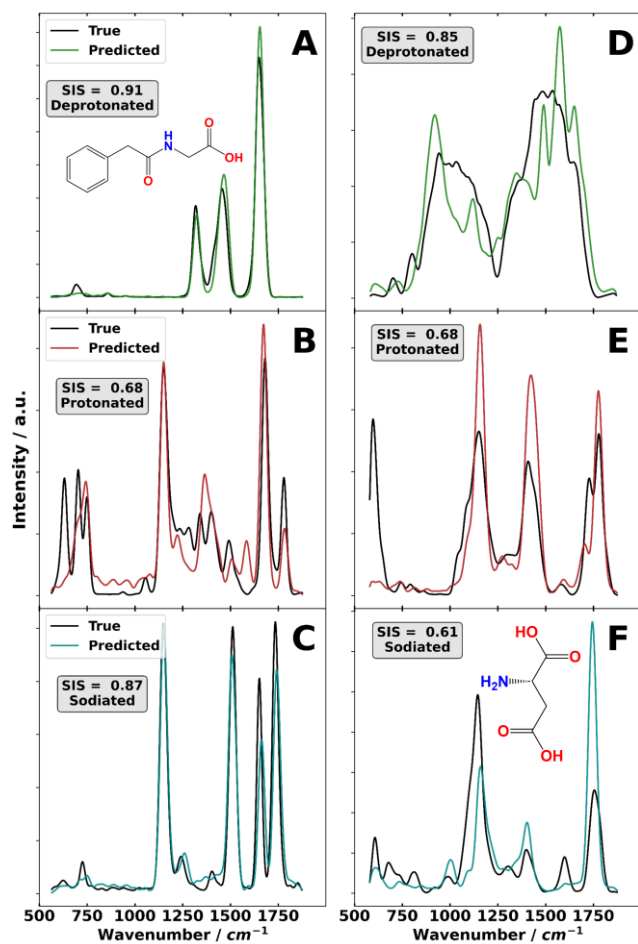 True
Predicted
A
SIS = 0.91
Deprotonated
H
N
O
OH
O
SIS = 0.85
Deprotonated
D
True
Predicted
B
SIS = 0.68
Protonated
SIS = 0.68
Protonated
E
Intensity / a.u.
True
Predicted
C
SIS = 0.87
Sodiated
SIS = 0.61
Sodiated
F
HO
O
H₂N
O
OH
500 750 1000 1250 1500 1750
500 750 1000 1250 1500 1750
Wavenumber / cm⁻¹
Wavenumber / cm⁻¹